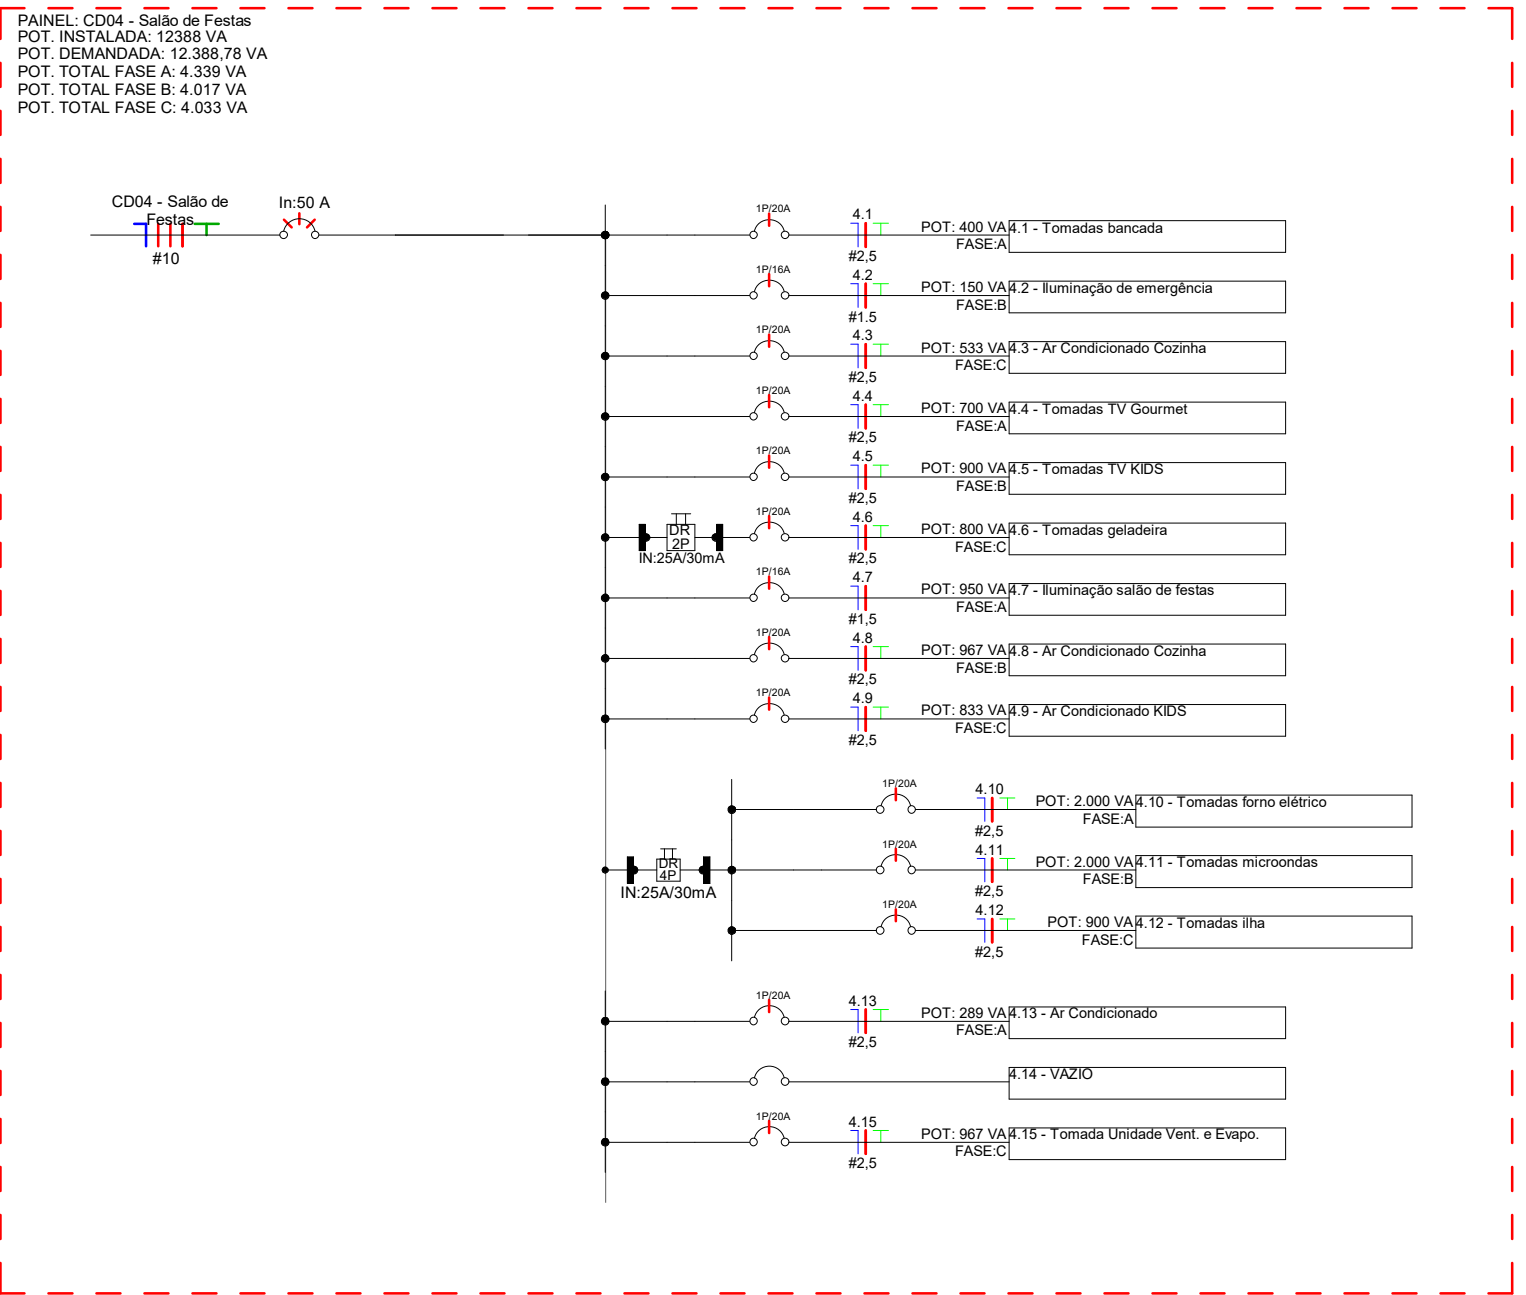 PAINEL: CD04 - Salão de Festas
POT. INSTALADA: 12388 VA
POT. DEMANDADA: 12.388,78 VA
POT. TOTAL FASE A: 4.339 VA
POT. TOTAL FASE B: 4.017 VA
POT. TOTAL FASE C: 4.033 VA
CD04 - Salão de
Festas
#10
In:50 A
1P/20A
4.1
#2,5
POT: 400 VA
FASE:A
4.1 - Tomadas bancada
1P/16A
4.2
#1.5
POT: 150 VA
FASE:B
4.2 - Iluminação de emergência
1P/20A
4.3
#2,5
POT: 533 VA
FASE:C
4.3 - Ar Condicionado Cozinha
1P/20A
4.4
#2,5
POT: 700 VA
FASE:A
4.4 - Tomadas TV Gourmet
1P/20A
4.5
#2,5
POT: 900 VA
FASE:B
4.5 - Tomadas TV KIDS
DR
2P
IN:25A/30mA
1P/20A
4.6
#2,5
POT: 800 VA
FASE:C
4.6 - Tomadas geladeira
1P/16A
4.7
#1,5
POT: 950 VA
FASE:A
4.7 - Iluminação salão de festas
1P/20A
4.8
#2,5
POT: 967 VA
FASE:B
4.8 - Ar Condicionado Cozinha
1P/20A
4.9
#2,5
POT: 833 VA
FASE:C
4.9 - Ar Condicionado KIDS
1P/20A
4.10
#2,5
POT: 2.000 VA
FASE:A
4.10 - Tomadas forno elétrico
DR
4P
IN:25A/30mA
1P/20A
4.11
#2,5
POT: 2.000 VA
FASE:B
4.11 - Tomadas microondas
1P/20A
4.12
#2,5
POT: 900 VA
FASE:C
4.12 - Tomadas ilha
1P/20A
4.13
#2,5
POT: 289 VA
FASE:A
4.13 - Ar Condicionado
4.14 - VAZIO
1P/20A
4.15
#2,5
POT: 967 VA
FASE:C
4.15 - Tomada Unidade Vent. e Evapo.